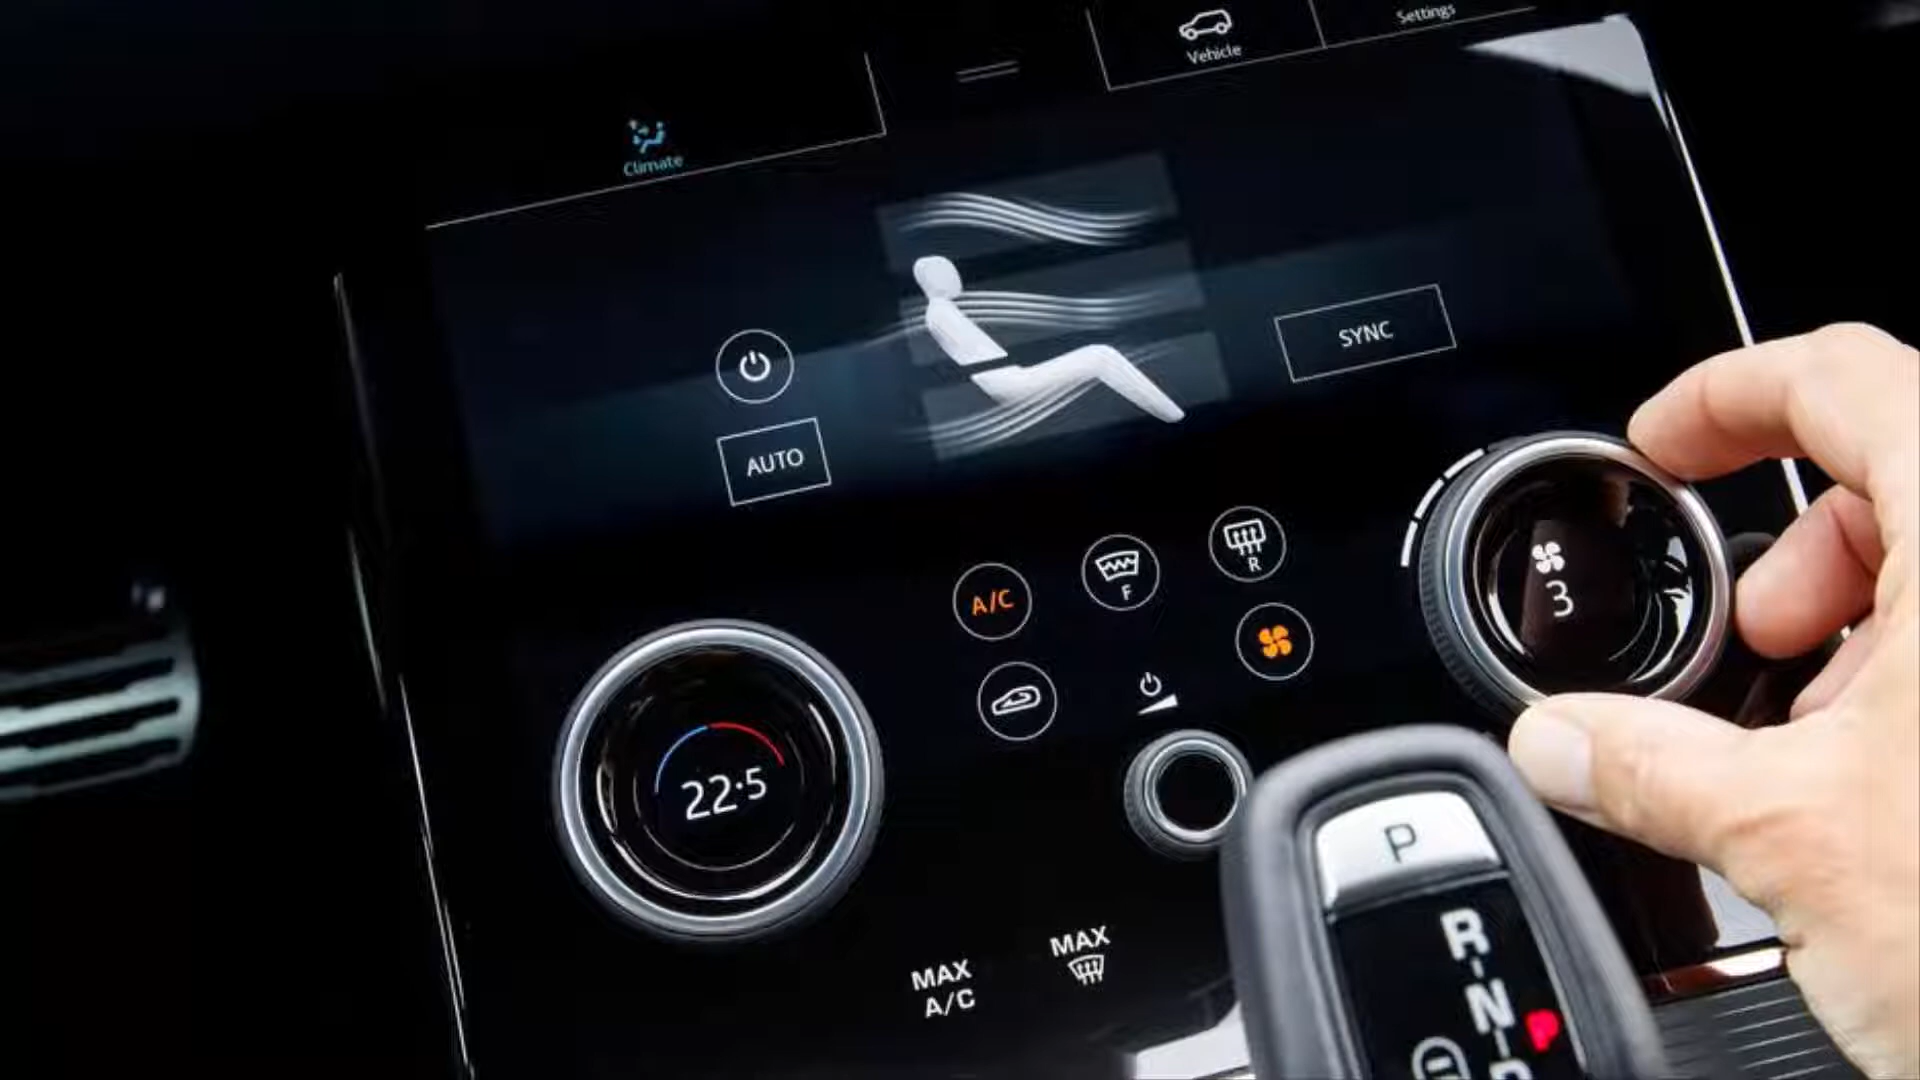 Settings
Vehicle
Climate
SYNC
AUTO
A/C
F
R
3
22.5
P
MAX
A/C
MAX
R
N
P